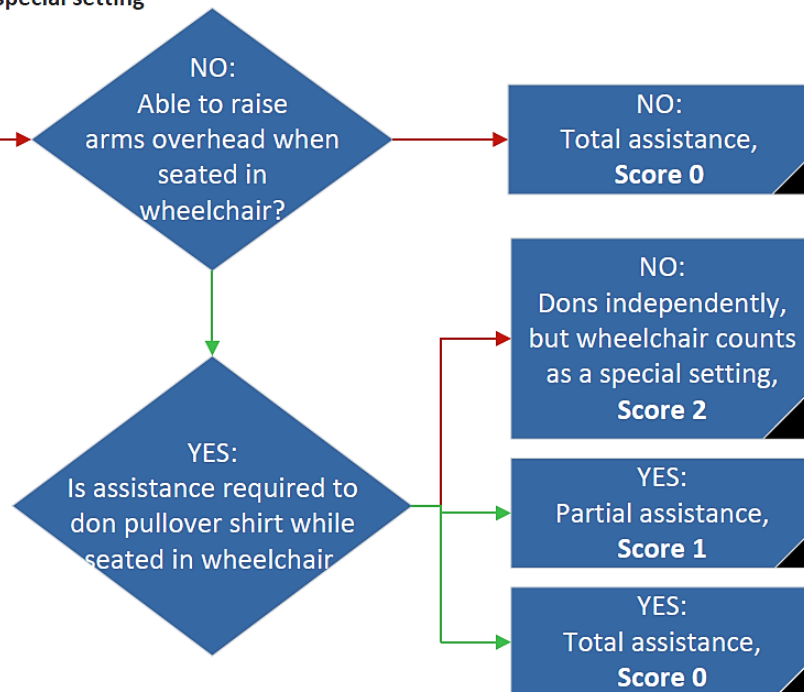 special setting
NO:
Able to raise
arms overhead when
seated in
wheelchair?
NO:
Total assistance,
Score 0
NO:
Dons independently,
but wheelchair counts
as a special setting,
Score 2
YES:
Is assistance required to
don pullover shirt while
seated in wheelchair
YES:
Partial assistance,
Score 1
YES:
Total assistance,
Score 0